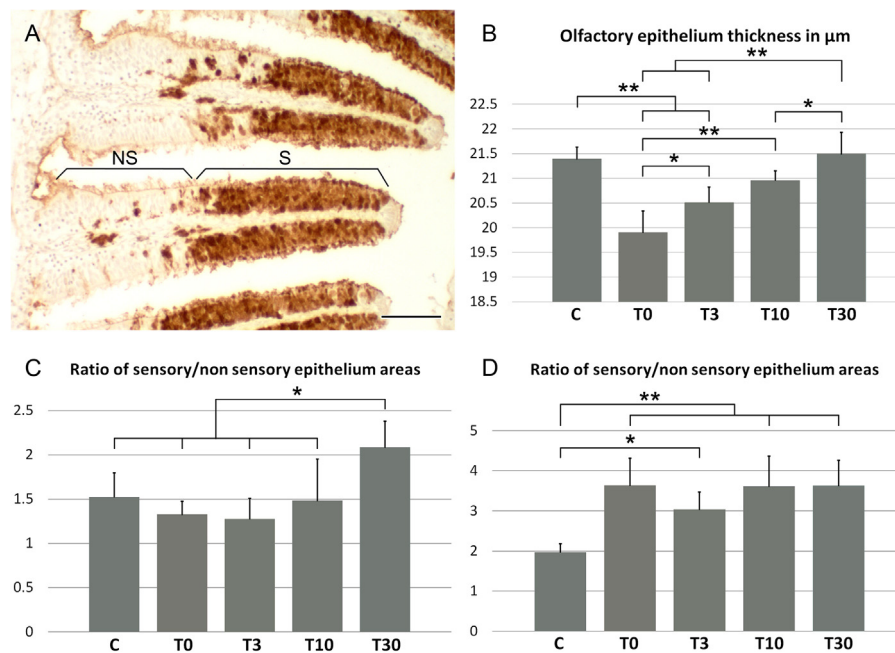 A
NS
S
B
Olfactory epithelium thickness in µm
**
**
*
**
*
22.5
22
21.5
21
20.5
20
19.5
19
18.5
C T0 T3 T10 T30
C
Ratio of sensory/non sensory epithelium areas
*
2.5
2
1.5
1
0.5
0
C T0 T3 T10 T30
D
Ratio of sensory/non sensory epithelium areas
**
*
5
4
3
2
1
0
C T0 T3 T10 T30